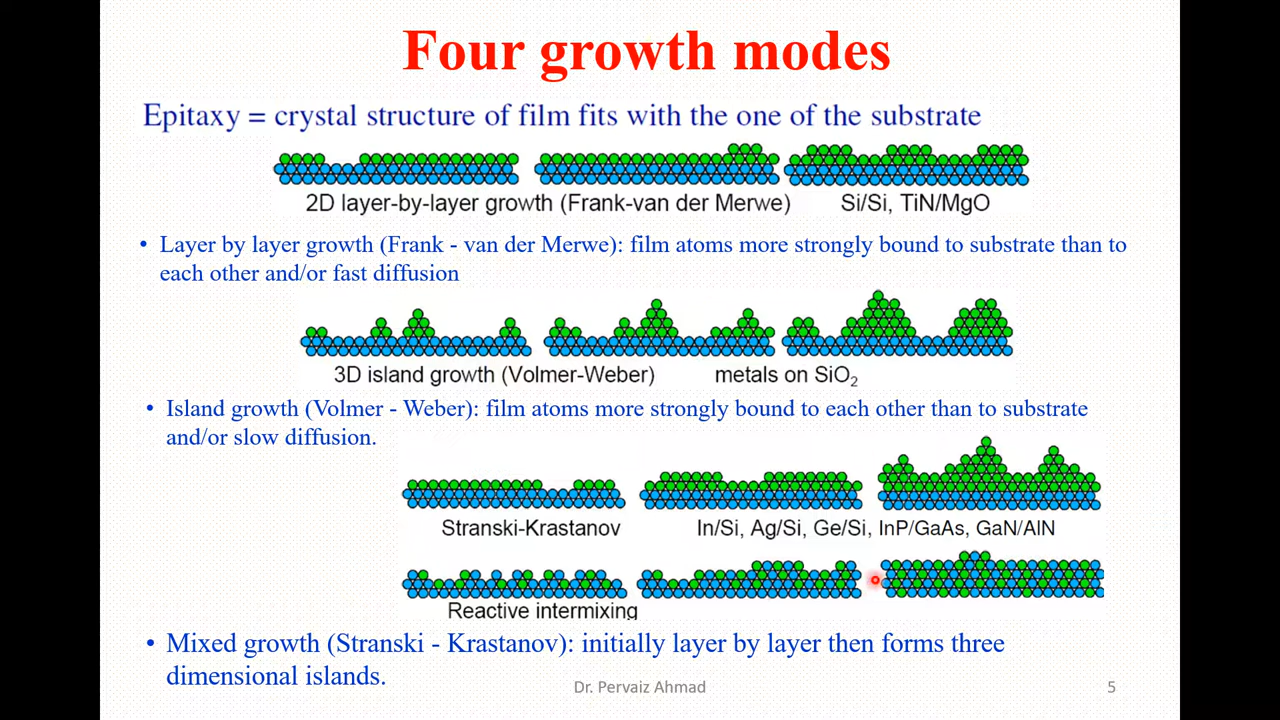 Four growth modes
Epitaxy = crystal structure of film fits with the one of the substrate
2D layer-by-layer growth (Frank-van der Merwe) Si/Si, TiN/MgO
• Layer by layer growth (Frank - van der Merwe): film atoms more strongly bound to substrate than to
each other and/or fast diffusion
3D island growth (Volmer-Weber) metals on SiO₂
• Island growth (Volmer - Weber): film atoms more strongly bound to each other than to substrate
and/or slow diffusion.
Stranski-Krastanov In/Si, Ag/Si, Ge/Si, InP/GaAs, GaN/AlN
Reactive intermixing
• Mixed growth (Stranski - Krastanov): initially layer by layer then forms three
dimensional islands.
Dr. Pervaiz Ahmad 5